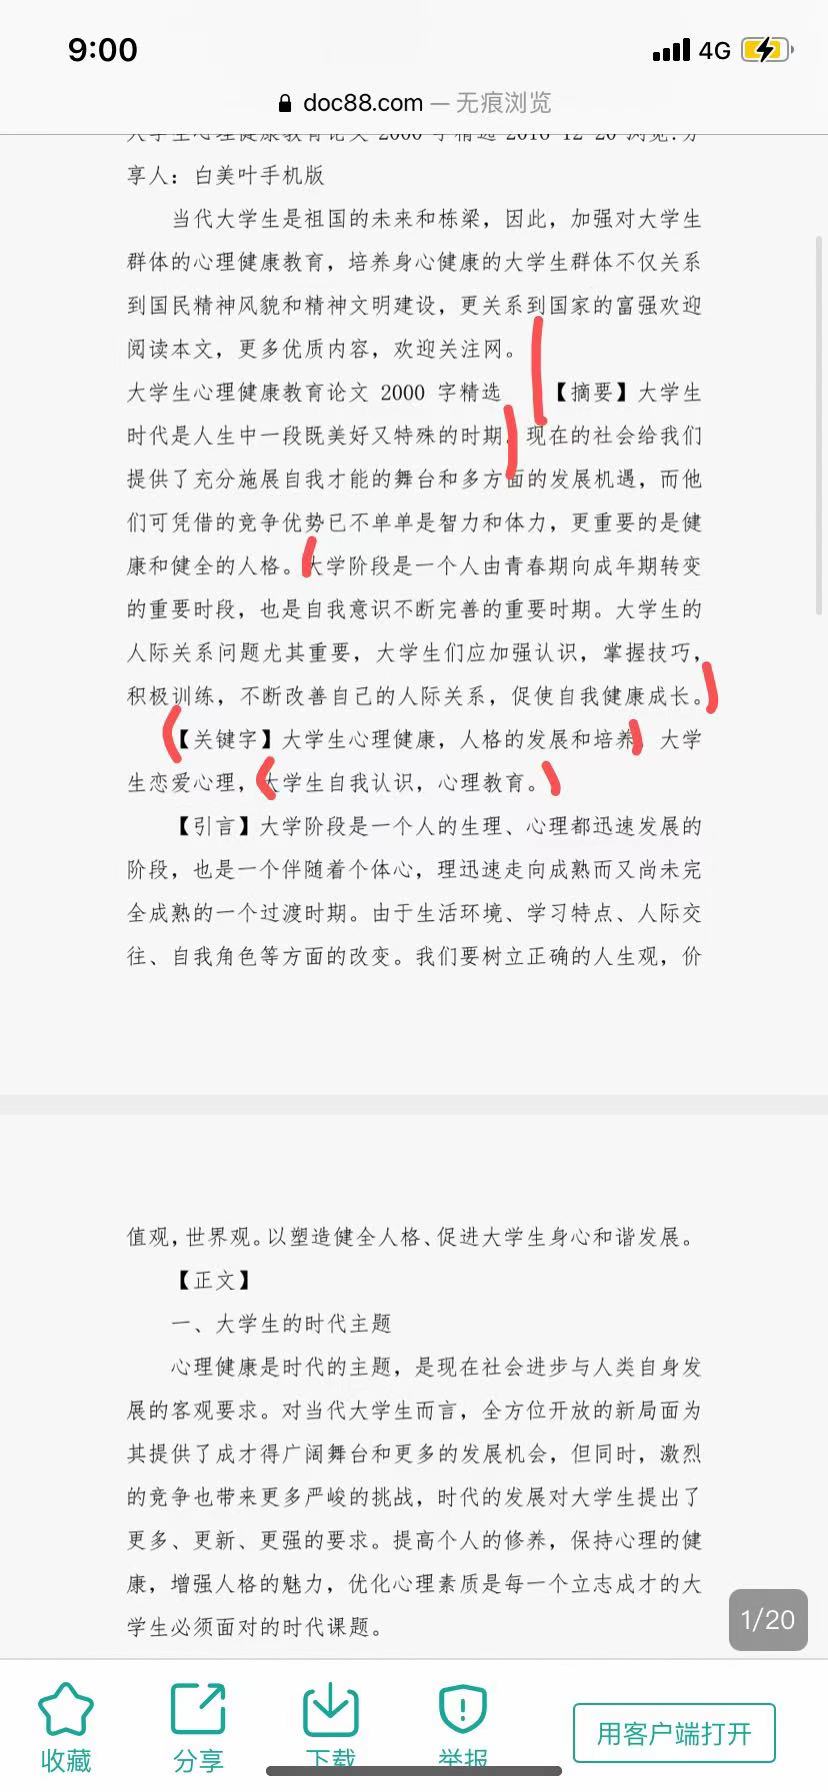 9:00
4G
doc88.com — 无痕浏览
大学生心理健康教育论文 2000 字精选 2016-12-20 浏览:分
享人：白美叶手机版
当代大学生是祖国的未来和栋梁，因此，加强对大学生
群体的心理健康教育，培养身心健康的大学生群体不仅关系
到国民精神风貌和精神文明建设，更关系到国家的富强欢迎
阅读本文，更多优质内容，欢迎关注网。
大学生心理健康教育论文 2000 字精选 【摘要】大学生
时代是人生中一段既美好又特殊的时期。现在的社会给我们
提供了充分施展自我才能的舞台和多方面的发展机遇，而他
们可凭借的竞争优势已不单单是智力和体力，更重要的是健
康和健全的人格。大学阶段是一个人由青春期向成年期转变
的重要时段，也是自我意识不断完善的重要时期。大学生的
人际关系问题尤其重要，大学生们应加强认识，掌握技巧，
积极训练，不断改善自己的人际关系，促使自我健康成长。
【关键字】大学生心理健康，人格的发展和培养，大学
生恋爱心理，大学生自我认识，心理教育。
【引言】大学阶段是一个人的生理、心理都迅速发展的
阶段，也是一个伴随着个体心，理迅速走向成熟而又尚未完
全成熟的一个过渡时期。由于生活环境、学习特点、人际交
往、自我角色等方面的改变。我们要树立正确的人生观，价
值观，世界观。以塑造健全人格、促进大学生身心和谐发展。
【正文】
一、大学生的时代主题
心理健康是时代的主题，是现在社会进步与人类自身发
展的客观要求。对当代大学生而言，全方位开放的新局面为
其提供了成才得广阔舞台和更多的发展机会，但同时，激烈
的竞争也带来更多严峻的挑战，时代的发展对大学生提出了
更多、更新、更强的要求。提高个人的修养，保持心理的健
康，增强人格的魅力，优化心理素质是每一个立志成才的大
学生必须面对的时代课题。
1/20
收藏 分享 下载 举报 用客户端打开